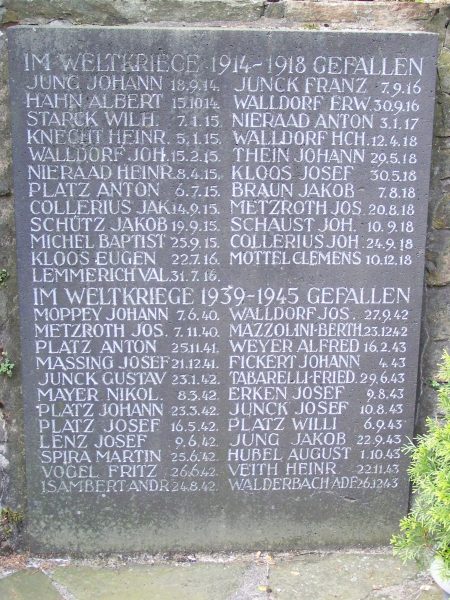 IM WELTKRIEGE 1914-1918 GEFALLEN
JUNG JOHANN 18.9.14. JUNCK FRANZ 7.9.16
HAHN ALBERT 15.10.14 WALLDORF ERW. 30.9.16
STARCK WILH. 7.1.15. NIERAAD ANTON 3.1.17
KNECHT HEINR. 5.1.15. WALLDORF HCH. 12.4.18
WALLDORF JOH. 15.2.15. THEIN JOHANN 29.5.18
NIERAAD HEINR. 8.4.15. KLOOS JOSEF 30.5.18
PLATZ ANTON 6.7.15. BRAUN JAKOB 7.8.18
COLLERIUS JAK. 14.9.15. METZROTH JOS. 20.8.18
SCHÜTZ JAKOB 19.9.15. SCHAUST JOH. 10.9.18
MICHEL BAPTIST 25.9.15. COLLERIUS JOH. 24.9.18
KLOOS EUGEN 22.7.16. MOTTEL CLEMENS 10.12.18
LEMMERICH VAL. 31.7.16.
IM WELTKRIEGE 1939-1945 GEFALLEN
MOPPEY JOHANN 7.6.40. WALLDORF JOS. 27.9.42
METZROTH JOS. 7.11.40. MAZZOLINI-BERTH. 23.12.42
PLATZ ANTON 25.11.41. WEYER ALFRED 16.2.43
MASSING JOSEF 21.12.41. FICKERT JOHANN 4.43
JUNCK GUSTAV 23.1.42. TABARELLI-FRIED. 29.6.43
MAYER NIKOL. 8.3.42. ERKEN JOSEF 9.8.43
PLATZ JOHANN 23.3.42. JUNCK JOSEF 10.8.43
PLATZ JOSEF 16.5.42. PLATZ WILLI 6.9.43
LENZ JOSEF 9.6.42. JUNG JAKOB 22.9.43
SPIRA MARTIN 25.6.42. HUBEL AUGUST 1.10.43
VOGEL FRITZ 26.6.42. VEITH HEINR. 22.11.43
ISAMBERT ANDR. 24.8.42. WALDERBACH ADF. 26.12.43